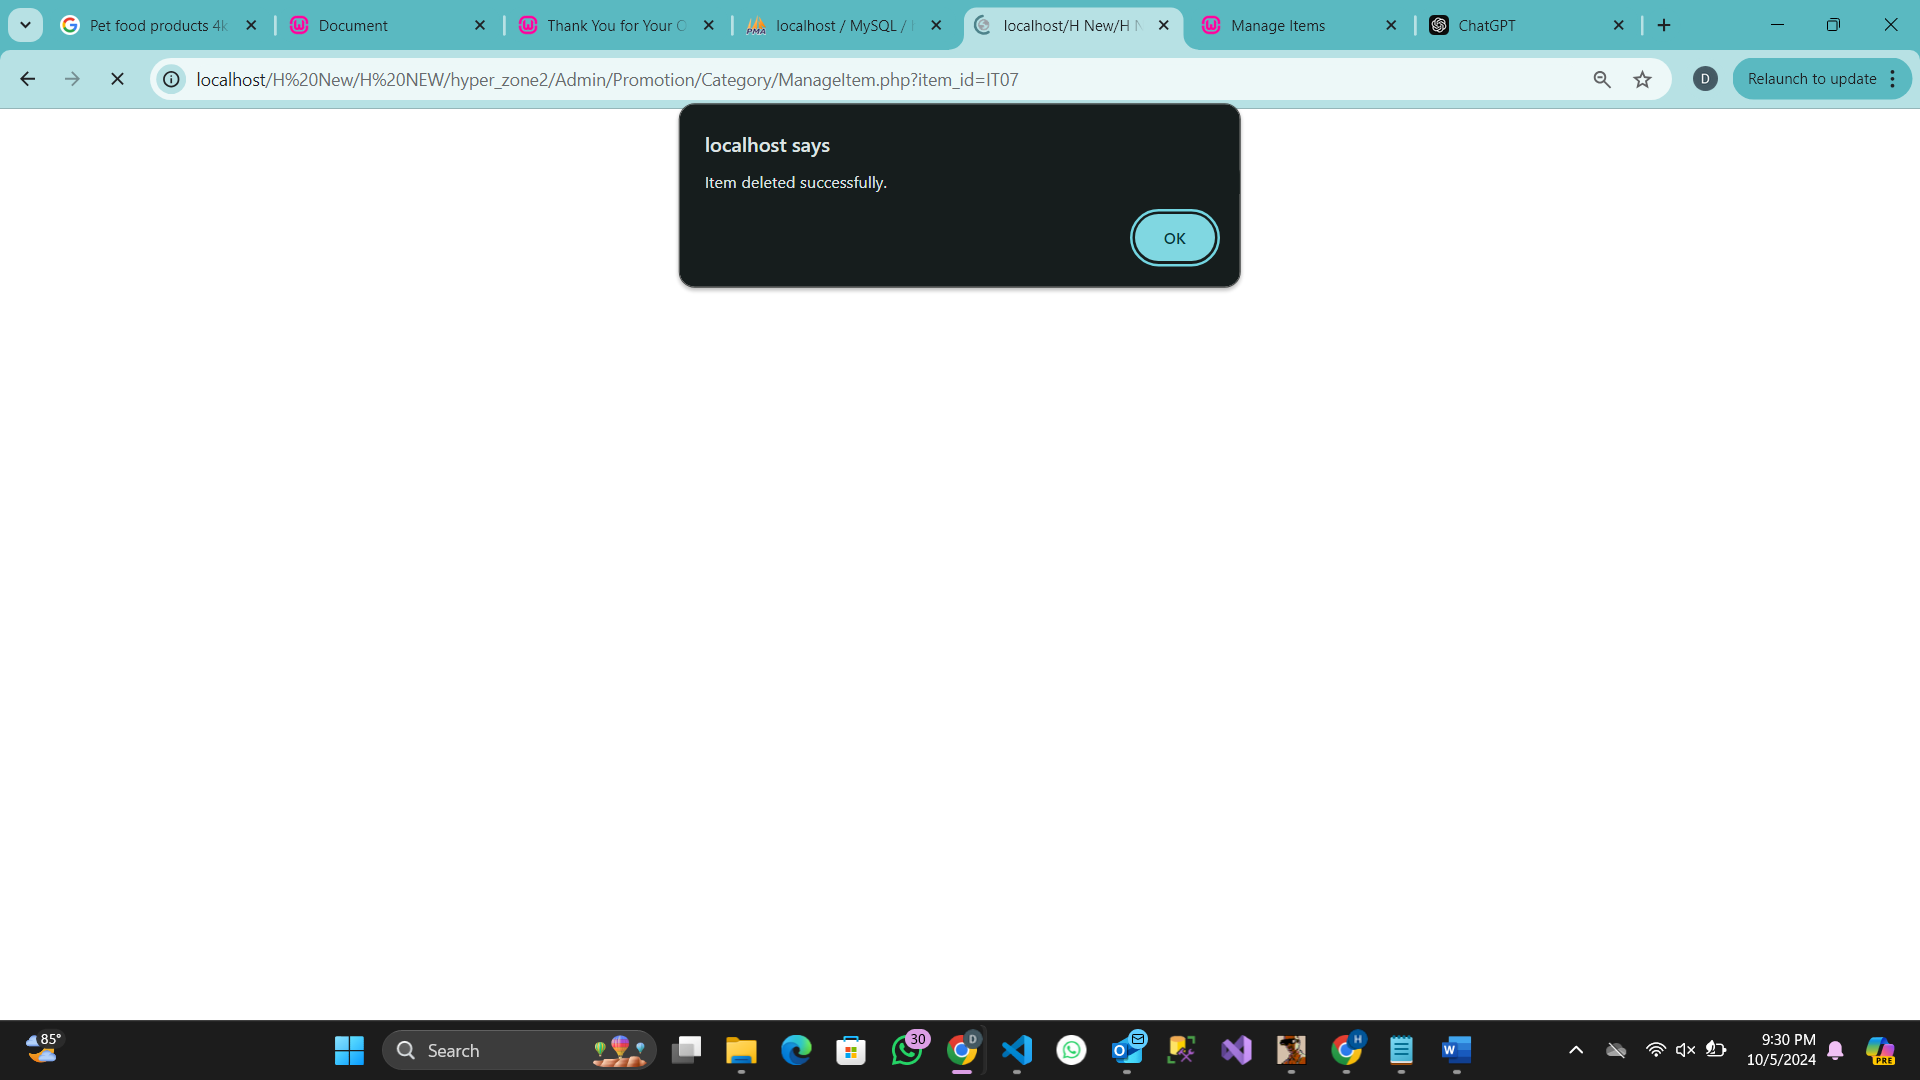 Pet food products 4k
Document
Thank You for Your O
localhost / MySQL /
localhost/H New/H N
Manage Items
ChatGPT
localhost/H%20New/H%20NEW/hyper_zone2/Admin/Promotion/Category/ManageItem.php?item_id=IT07
D
Relaunch to update
localhost says
Item deleted successfully.
OK
85°
Search
30
D
H
9:30 PM
10/5/2024
PRE